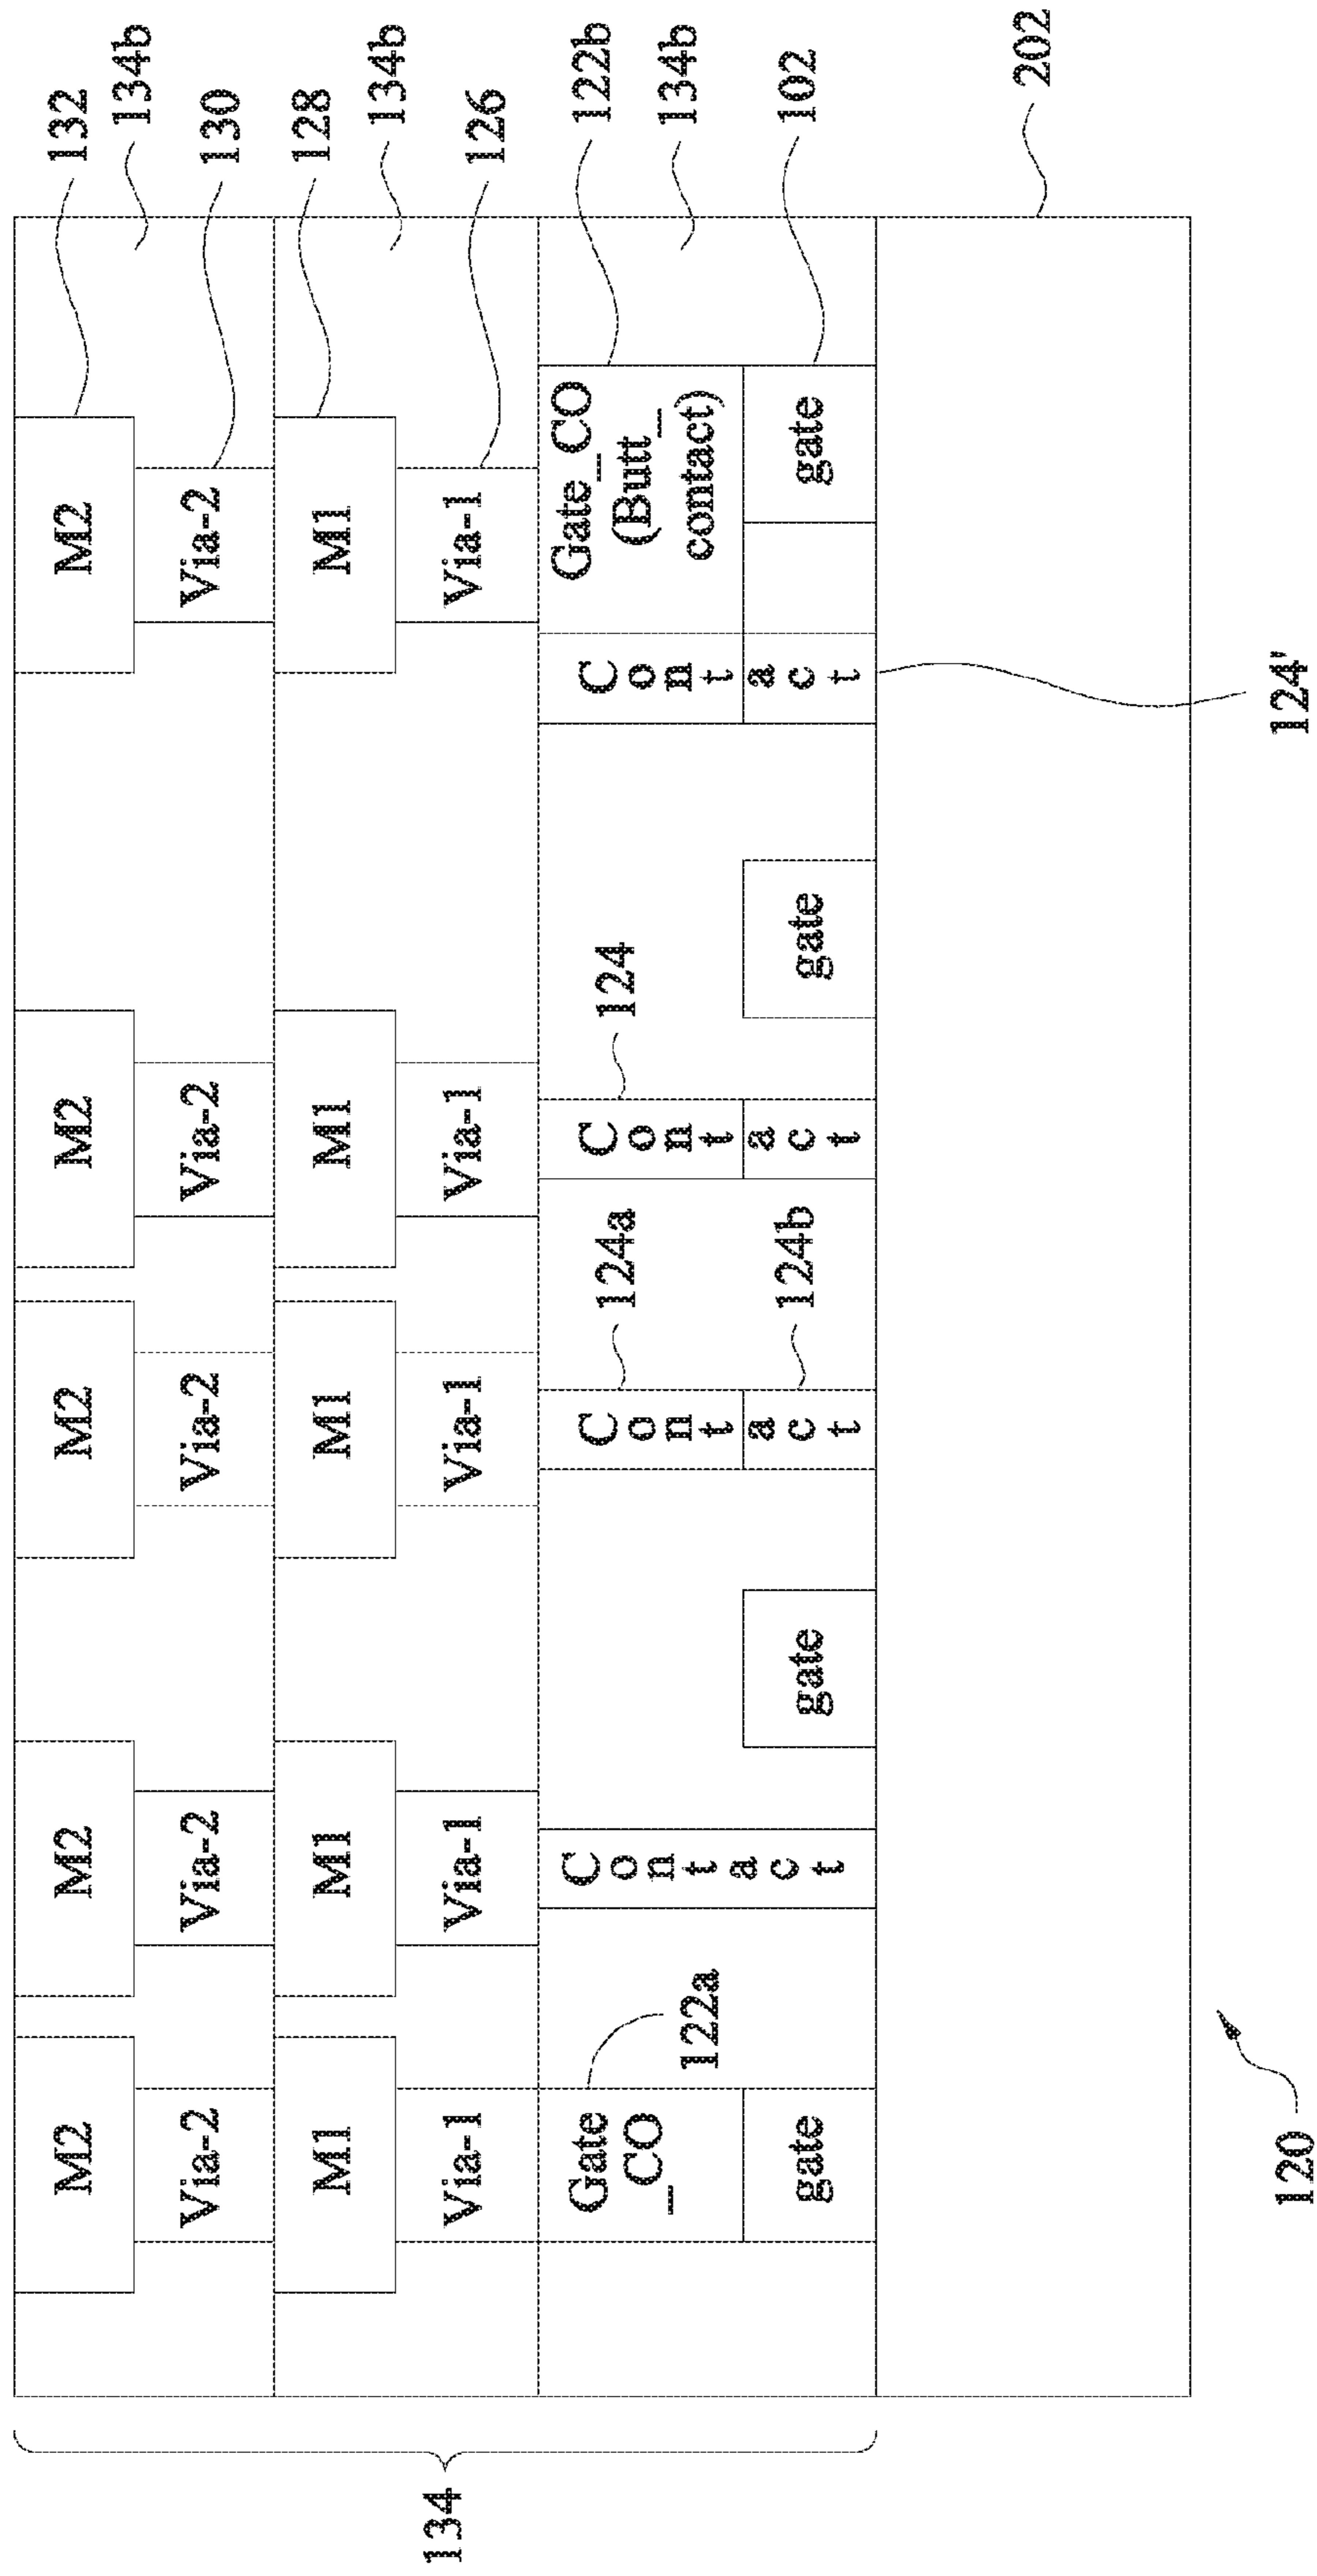 132
134b
130
128
134b
126
122b
134b
102
202
M2
M2
M2
M2
M2
Via-2
Via-2
Via-2
Via-2
Via-2
M1
M1
M1
M1
M1
Via-1
Via-1
Via-1
Via-1
Via-1
134
Gate
_CO
122a
Contact
124a
Contact
124
Contact
Contact
Gate_CO
(Butt_
contact)
gate
gate
124b
gate
gate
124'
120